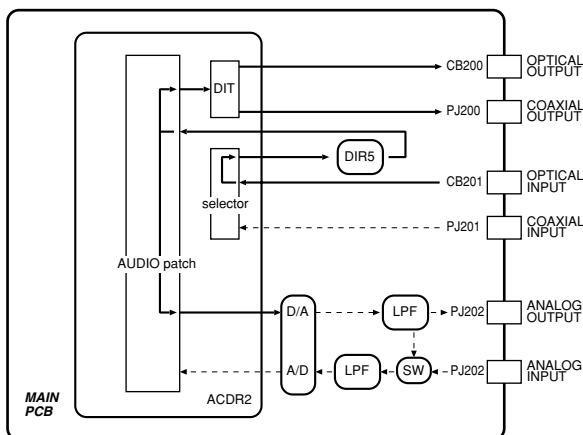 CB200
OPTICAL
OUTPUT
DIT
PJ200
COAXIAL
OUTPUT
DIR5
CB201
OPTICAL
INPUT
selector
PJ201
COAXIAL
INPUT
AUDIO patch
D/A
LPF
PJ202
ANALOG
OUTPUT
A/D
LPF
SW
PJ202
ANALOG
INPUT
MAIN
PCB
ACDR2